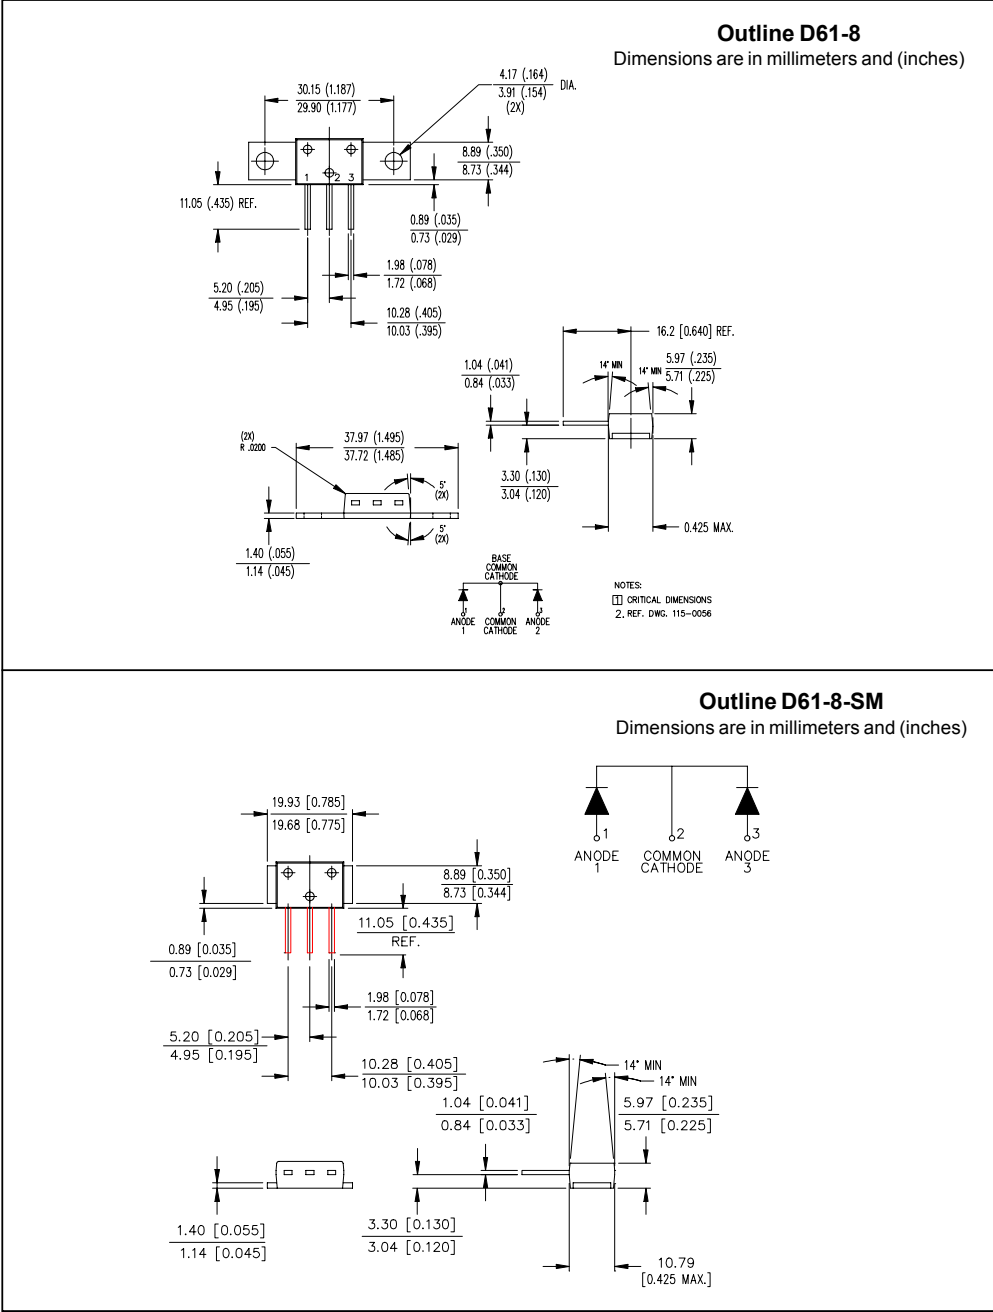 Outline D61-8
Dimensions are in millimeters and (inches)
30.15 (1.187)
29.90 (1.177)
4.17 (.164)
3.91 (.154)
DIA.
(2X)
8.89 (.350)
8.73 (.344)
1 2 3
11.05 (.435) REF.
0.89 (.035)
0.73 (.029)
1.98 (.078)
1.72 (.068)
5.20 (.205)
4.95 (.195)
10.28 (.405)
10.03 (.395)
16.2 [0.640] REF.
1.04 (.041)
0.84 (.033)
14° MIN
14° MIN
5.97 (.235)
5.71 (.225)
(2X)
R .0200
37.97 (1.495)
37.72 (1.485)
5°
(2X)
3.30 (.130)
3.04 (.120)
0.425 MAX.
5°
(2X)
1.40 (.055)
1.14 (.045)
BASE
COMMON
CATHODE
1 2 3
ANODE
1
COMMON
CATHODE
ANODE
2
NOTES:
1 CRITICAL DIMENSIONS
2. REF. DWG. 115-0056
Outline D61-8-SM
Dimensions are in millimeters and (inches)
1 2 3
ANODE
1
COMMON
CATHODE
ANODE
3
19.93 [0.785]
19.68 [0.775]
8.89 [0.350]
8.73 [0.344]
11.05 [0.435]
REF.
0.89 [0.035]
0.73 [0.029]
1.98 [0.078]
1.72 [0.068]
5.20 [0.205]
4.95 [0.195]
10.28 [0.405]
10.03 [0.395]
14° MIN
14° MIN
1.04 [0.041]
0.84 [0.033]
5.97 [0.235]
5.71 [0.225]
1.40 [0.055]
1.14 [0.045]
3.30 [0.130]
3.04 [0.120]
10.79
[0.425 MAX.]